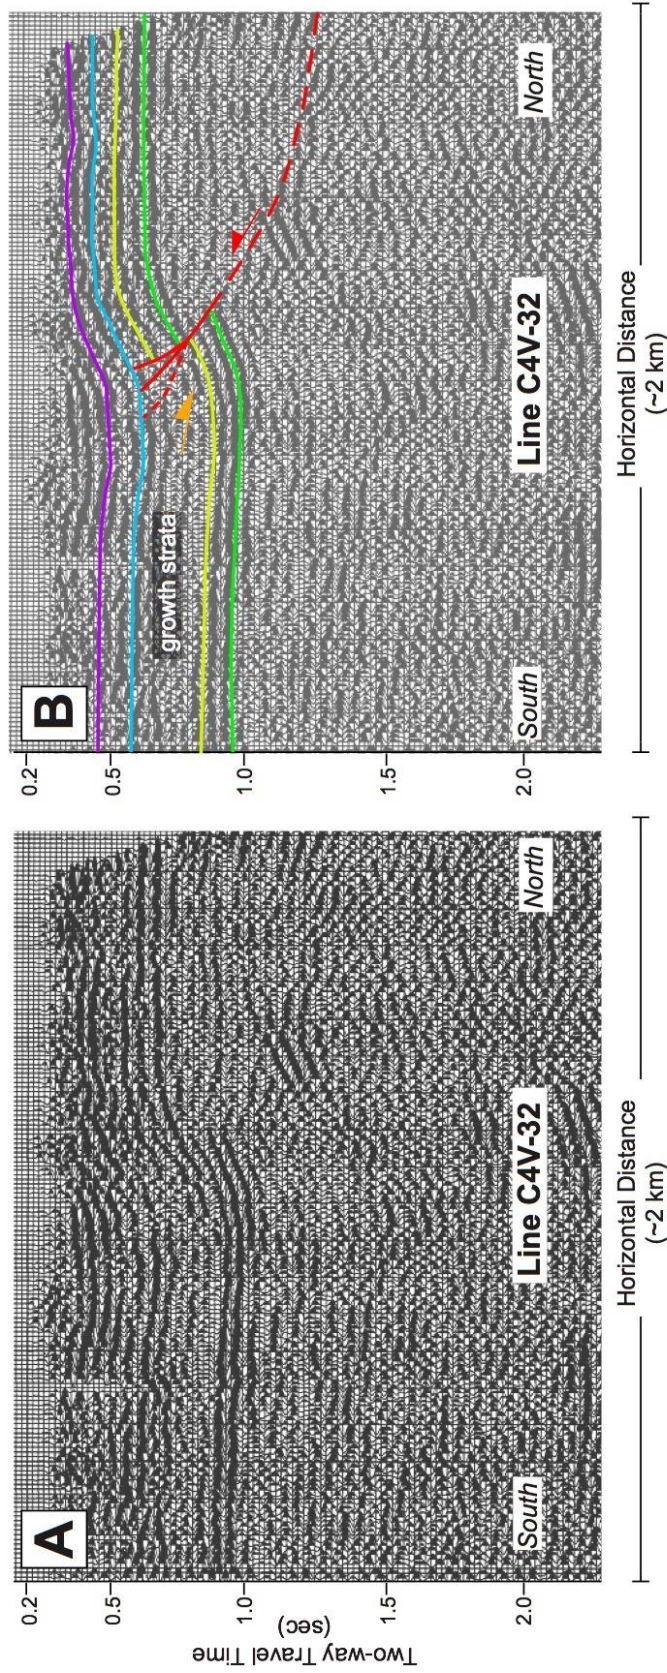 A
Two-way Travel Time
(sec)
0.2
0.5
1.0
1.5
2.0
South
Line C4V-32
North
Horizontal Distance
(~2 km)
B
0.2
0.5
1.0
1.5
2.0
growth strata
South
Line C4V-32
North
Horizontal Distance
(~2 km)